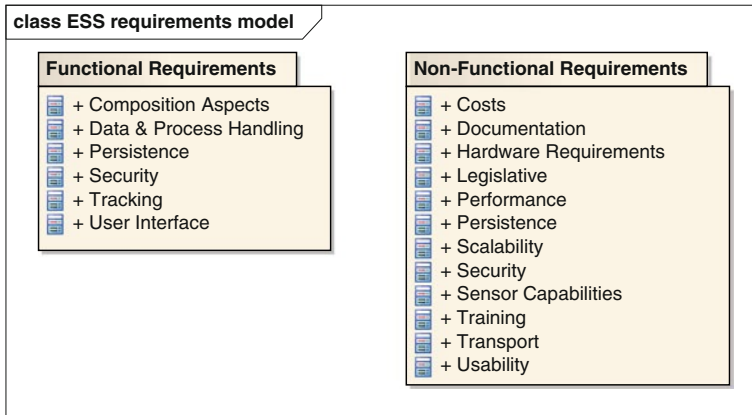 class ESS requirements model
Functional Requirements
+ Composition Aspects
+ Data & Process Handling
+ Persistence
+ Security
+ Tracking
+ User Interface
Non-Functional Requirements
+ Costs
+ Documentation
+ Hardware Requirements
+ Legislative
+ Performance
+ Persistence
+ Scalability
+ Security
+ Sensor Capabilities
+ Training
+ Transport
+ Usability